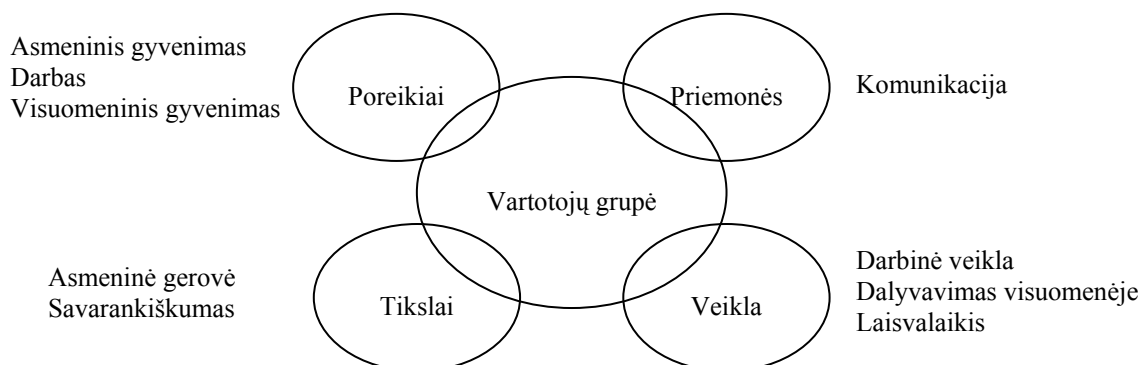 Asmeninis gyvenimas
Darbas
Visuomeninis gyvenimas
Poreikiai
Priemonės
Komunikacija
Vartotojų grupė
Asmeninė gerovė
Savarankiškumas
Tikslai
Veikla
Darbinė veikla
Dalyvavimas visuomenėje
Laisvalaikis